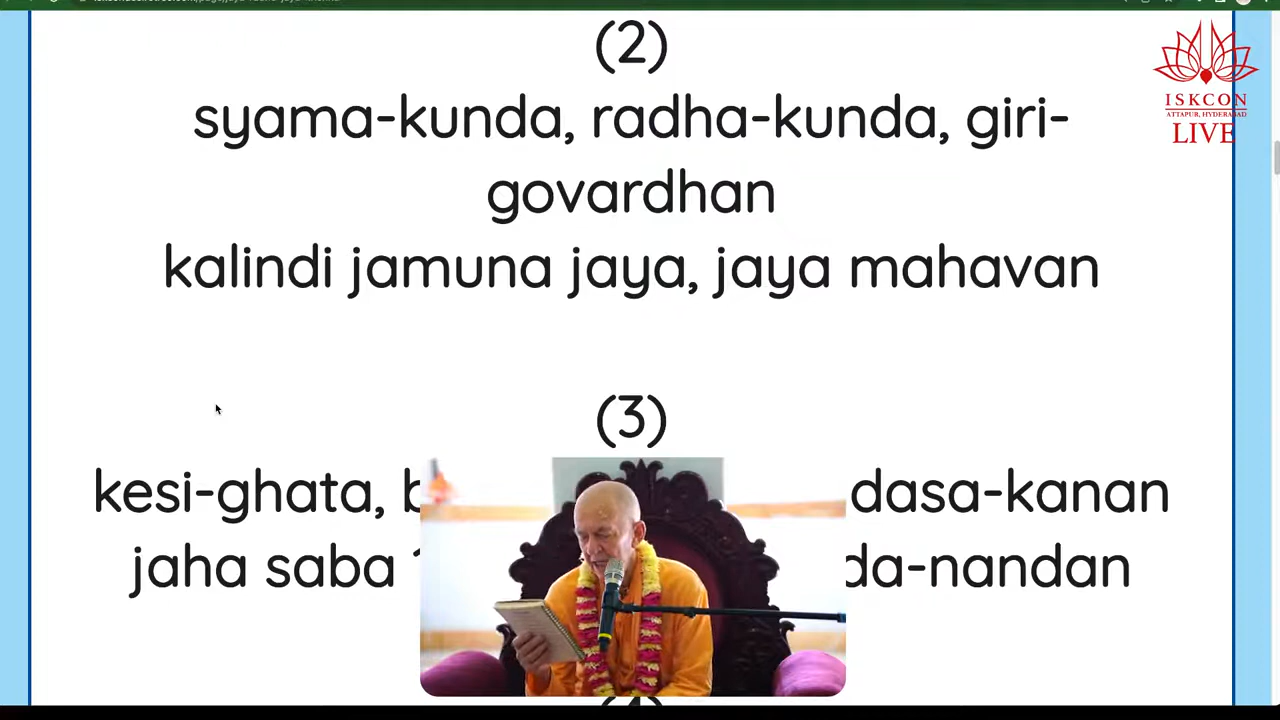 (2)
syama-kunda, radha-kunda, giri-
govardhan
kalindi jamuna jaya, jaya mahavan
(3)
kesi-ghata, b dasa-kanan
jaha saba da-nandan
ISKCON
ATTAPUR, HYDERABAD
LIVE